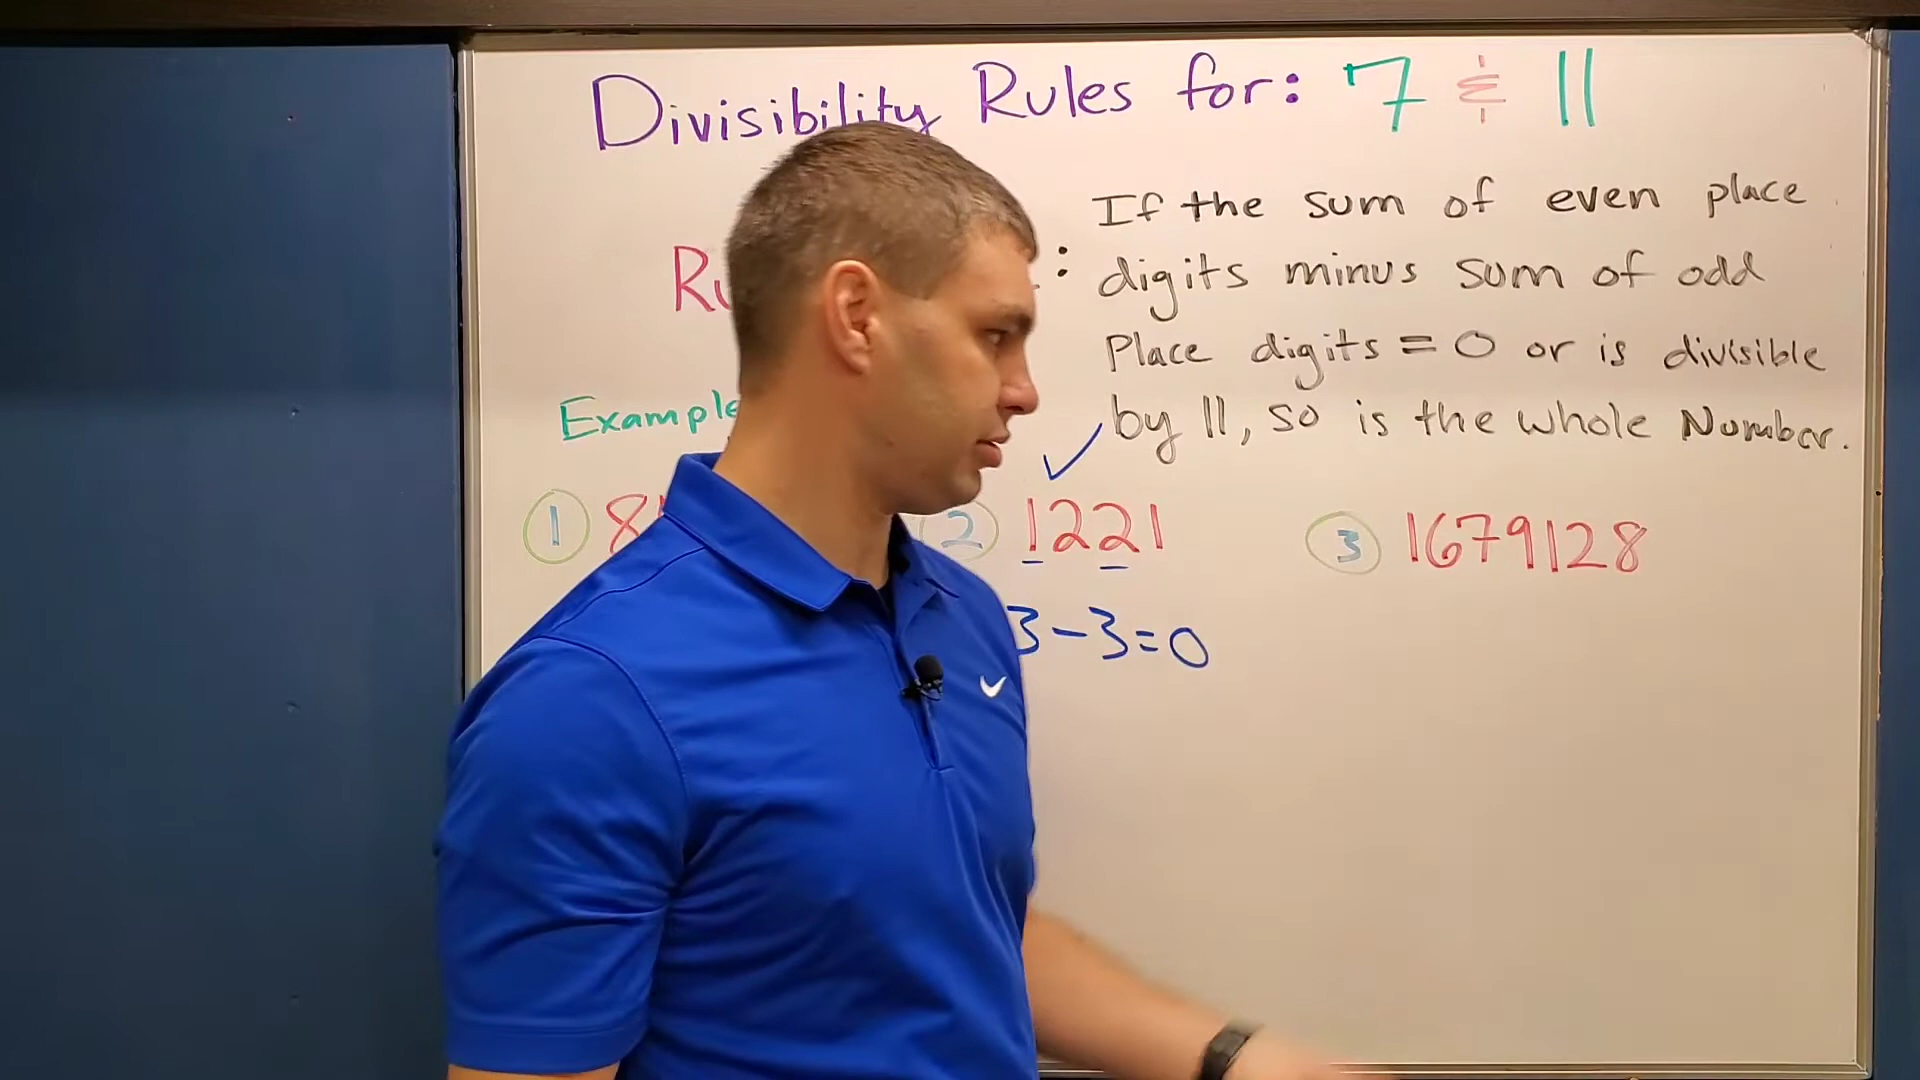 Divisibility Rules for: 7 & 11
If the sum of even place
digits minus sum of odd
Place digits = 0 or is divisible
by 11, so is the whole Number.
Example
1 2 1221 3 1679128
3-3=0